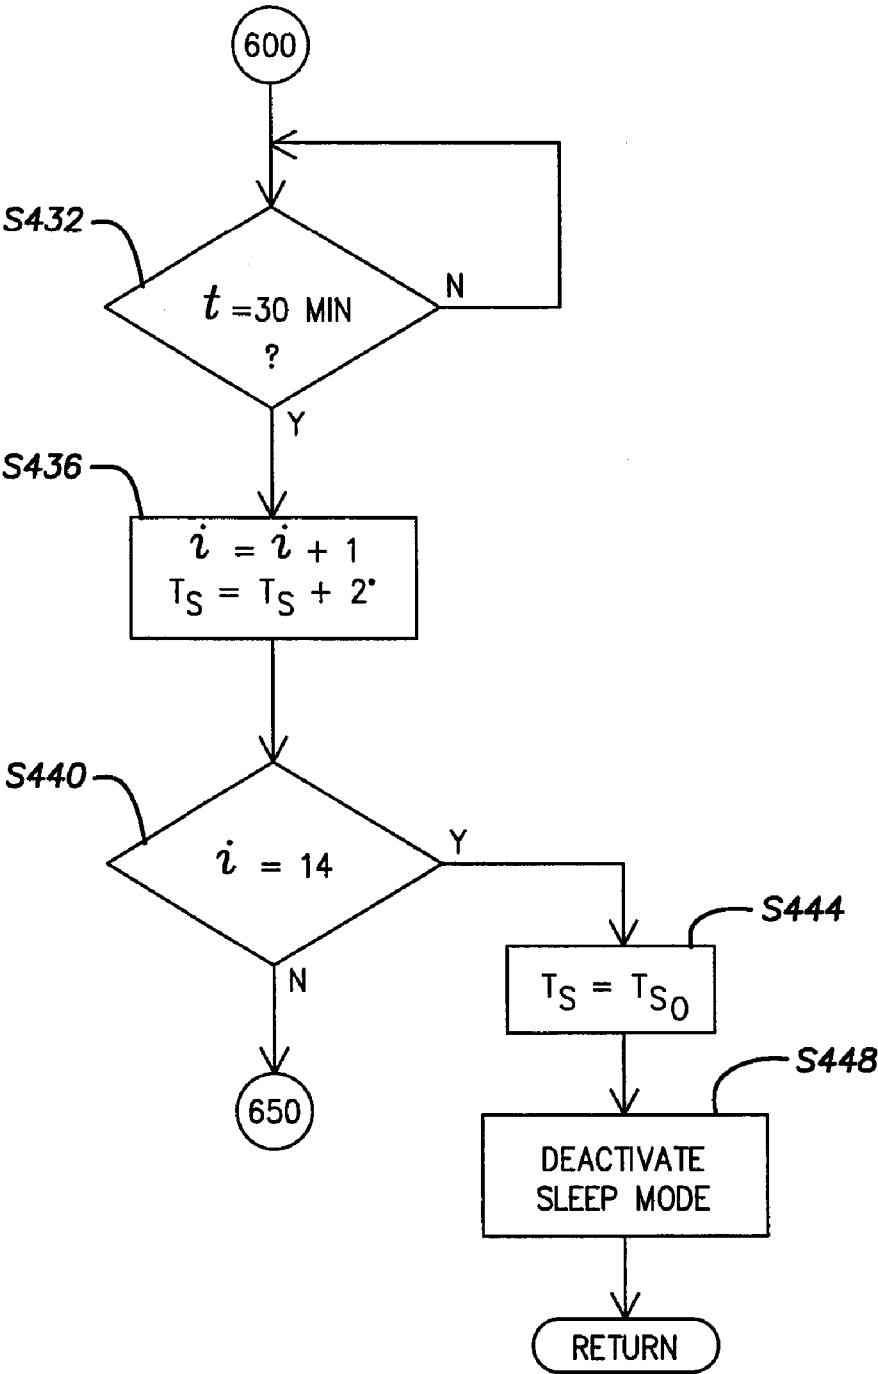 600
S432
t =30 MIN
?
N
Y
S436
i = i + 1
TS = TS + 2°
S440
i = 14
Y
N
S444
TS = TS0
650
S448
DEACTIVATE
SLEEP MODE
RETURN